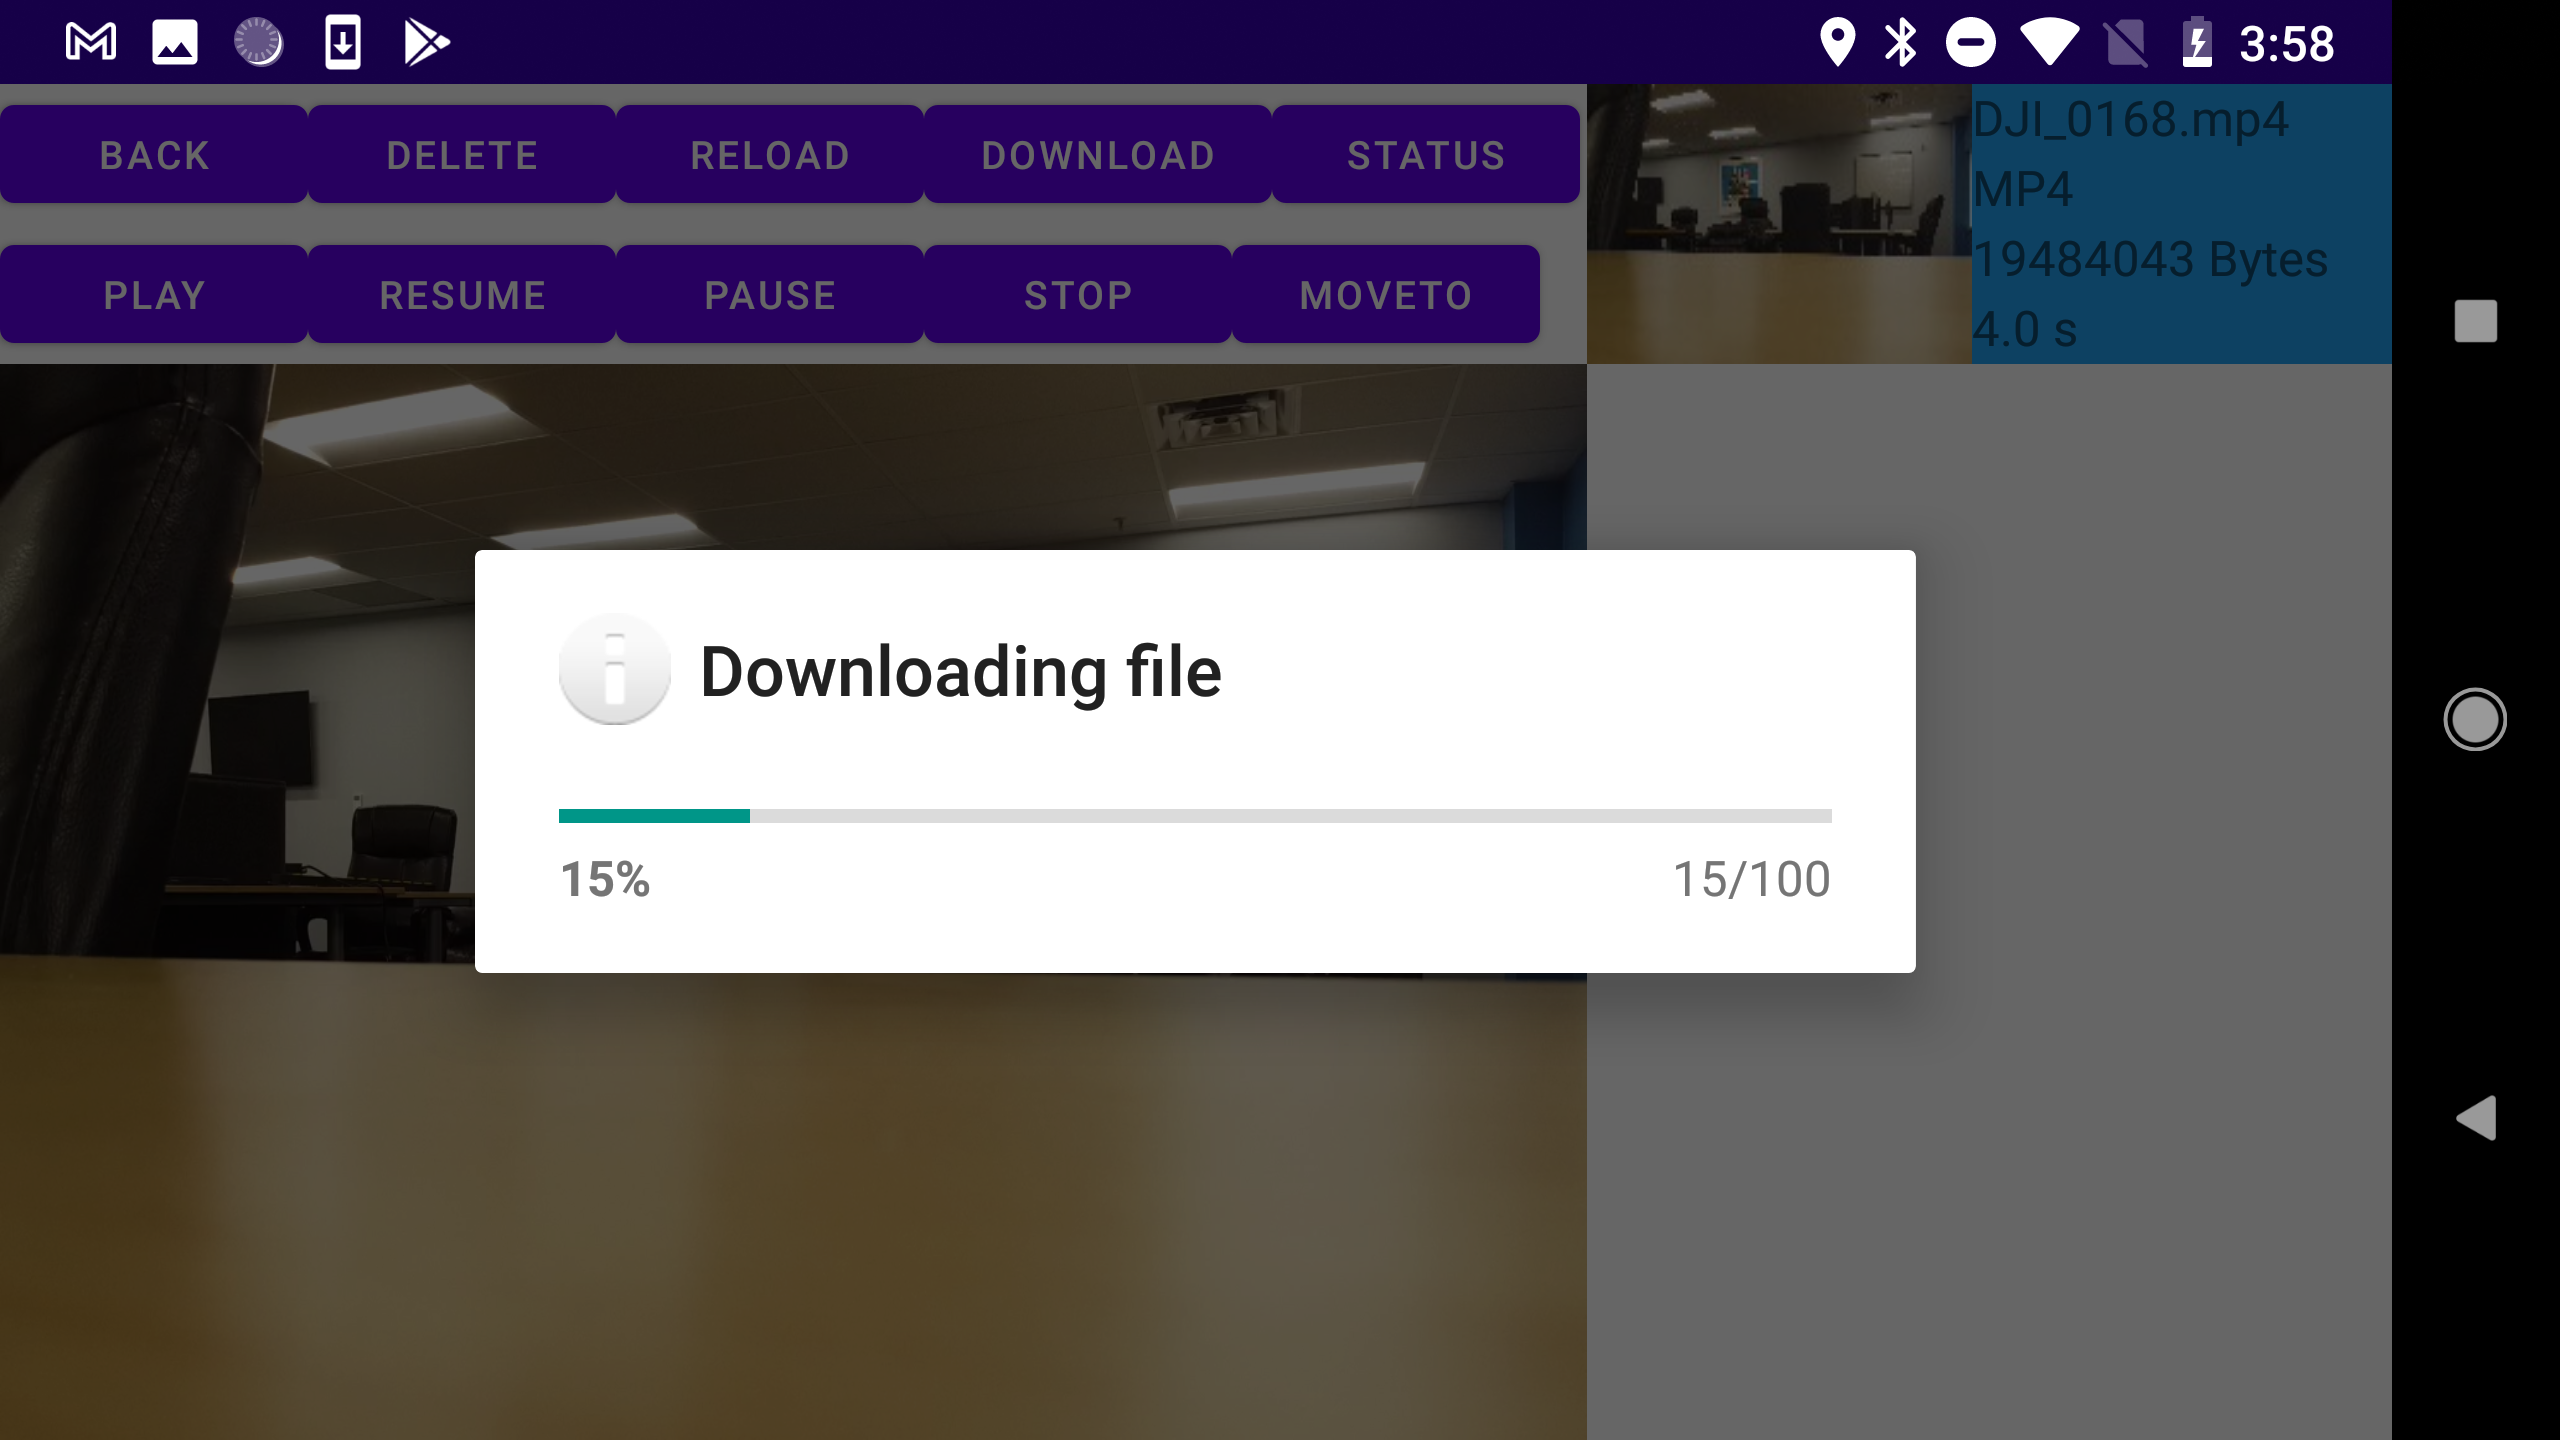 3:58
BACK DELETE RELOAD DOWNLOAD STATUS
PLAY RESUME PAUSE STOP MOVETO
DJI_0168.mp4
MP4
19484043 Bytes
4.0 s
Downloading file
15% 15/100